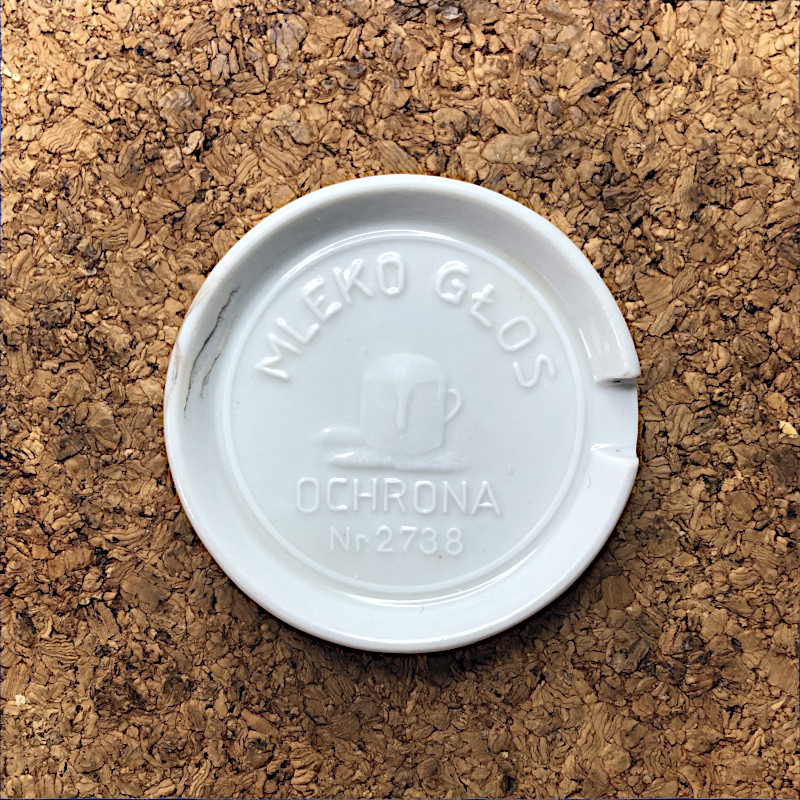 MLEKO GŁOS
OCHRONA
Nr. 2738